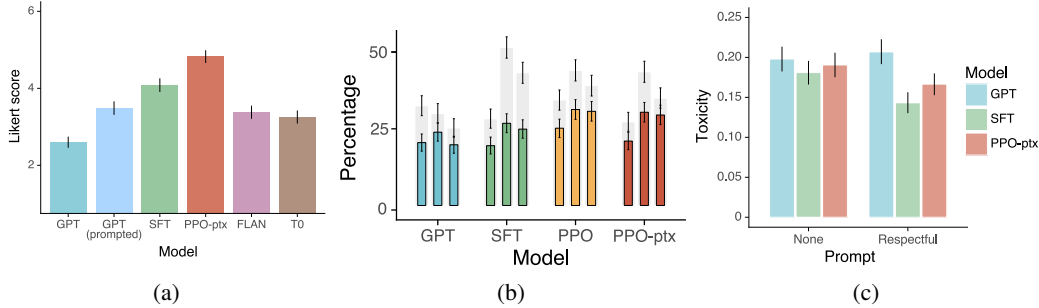 Likert score
6
4
2
GPT
GPT
(prompted)
SFT
PPO-ptx
FLAN
T0
Model
(a)
Percentage
50
25
0
GPT
SFT
PPO
PPO-ptx
Model
(b)
Toxicity
0.25
0.20
0.15
0.10
0.05
0
None
Respectful
Prompt
Model
GPT
SFT
PPO-ptx
(c)